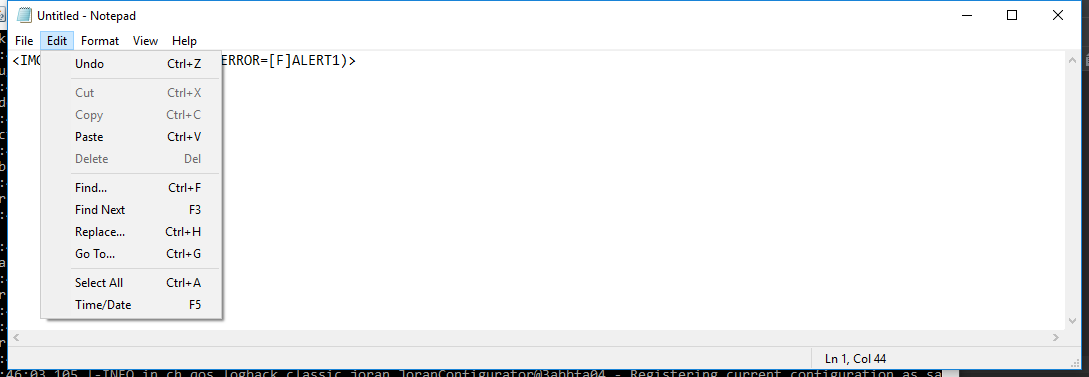 Untitled - Notepad
File Edit Format View Help
<IMG ERROR=[F]ALERT1)>
Undo Ctrl+Z
Cut Ctrl+X
Copy Ctrl+C
Paste Ctrl+V
Delete Del
Find... Ctrl+F
Find Next F3
Replace... Ctrl+H
Go To... Ctrl+G
Select All Ctrl+A
Time/Date F5
Ln 1, Col 44
:46:03,105 |-INFO in ch.qos.logback.classic.joran.JoranConfigurator@3abbfa04 - Registering current configuration as sa